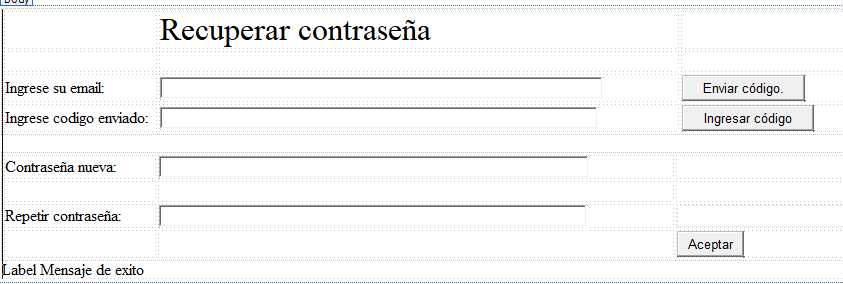 Body
Recuperar contraseña
Ingrese su email:
Enviar código.
Ingrese codigo enviado:
Ingresar código
Contraseña nueva:
Repetir contraseña:
Aceptar
Label Mensaje de exito